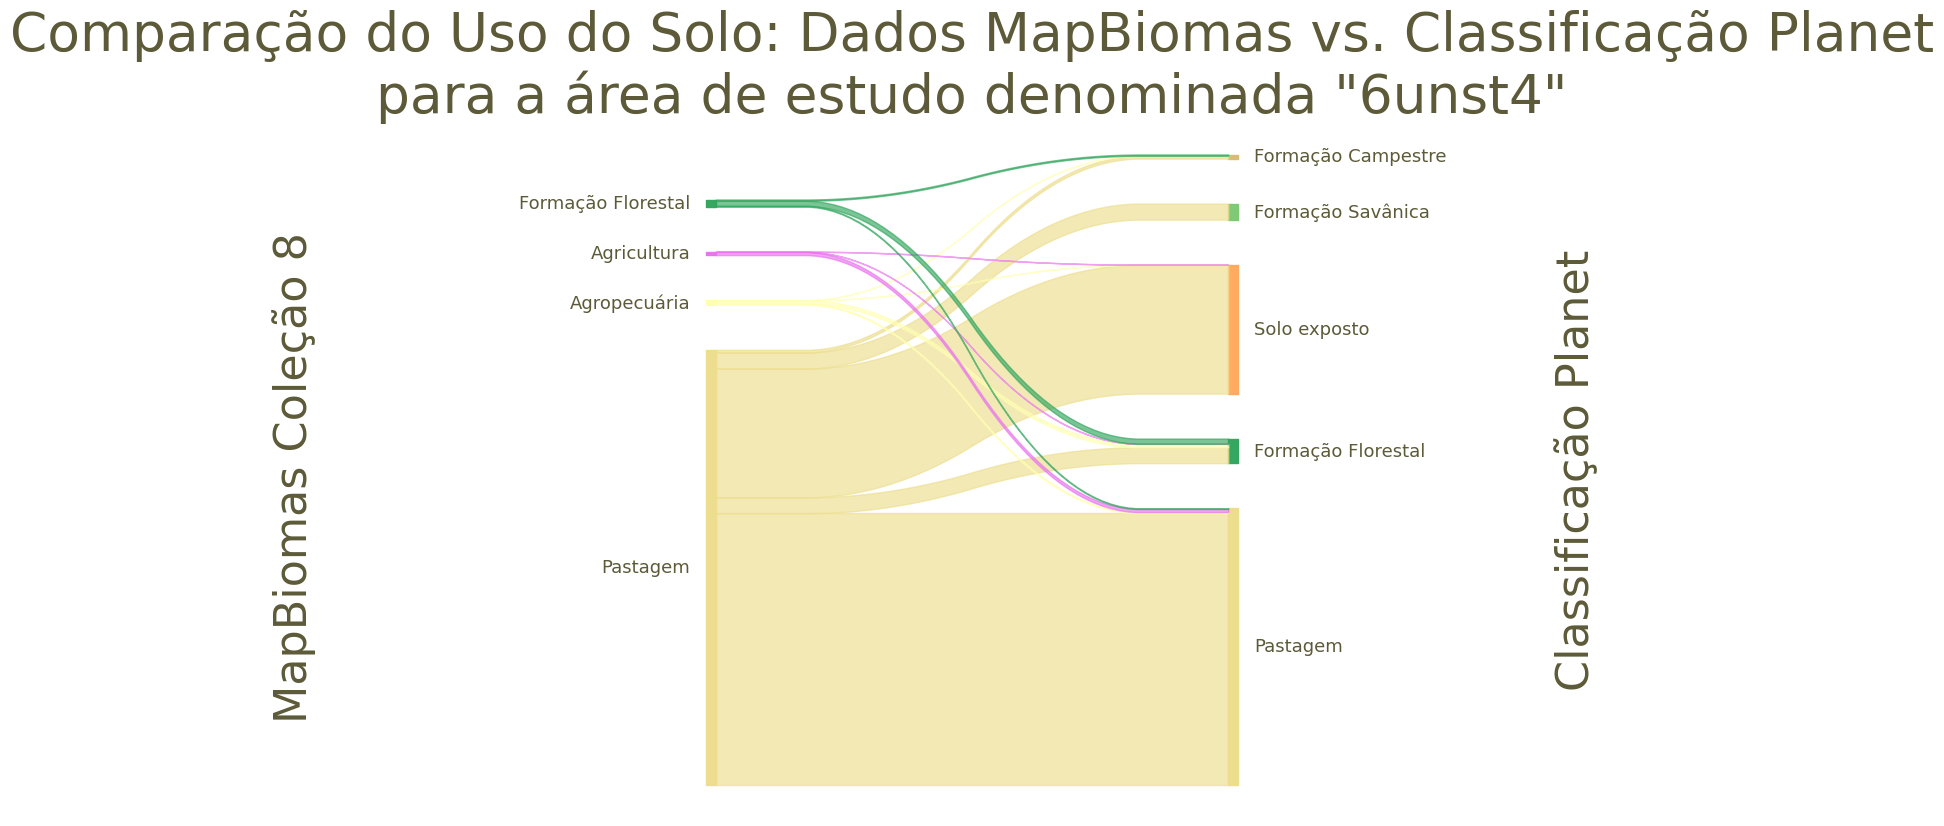 Comparação do Uso do Solo: Dados MapBiomas vs. Classificação Planet
para a área de estudo denominada "6unst4"
MapBiomas Coleção 8
Formação Florestal
Agricultura
Agropecuária
Pastagem
Formação Campestre
Formação Savânica
Solo exposto
Formação Florestal
Pastagem
Classificação Planet